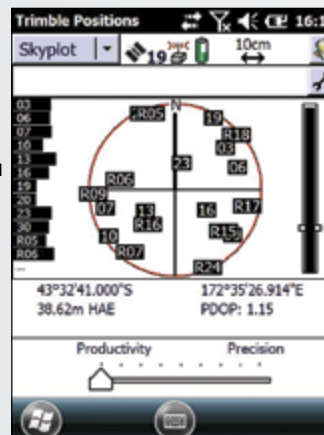 Trimble Positions 16:1
Skyplot 19 10cm
03
06
07
10
13
16
19
20
23
30
R05
R06
...
N
R05
19
R18
03
23
06
R06
R09
07
13
16
R17
R16
R15
10
R07
R24
43°32'41.000"S 172°35'26.914"E
38.62m HAE PDOP: 1.15
Productivity Precision